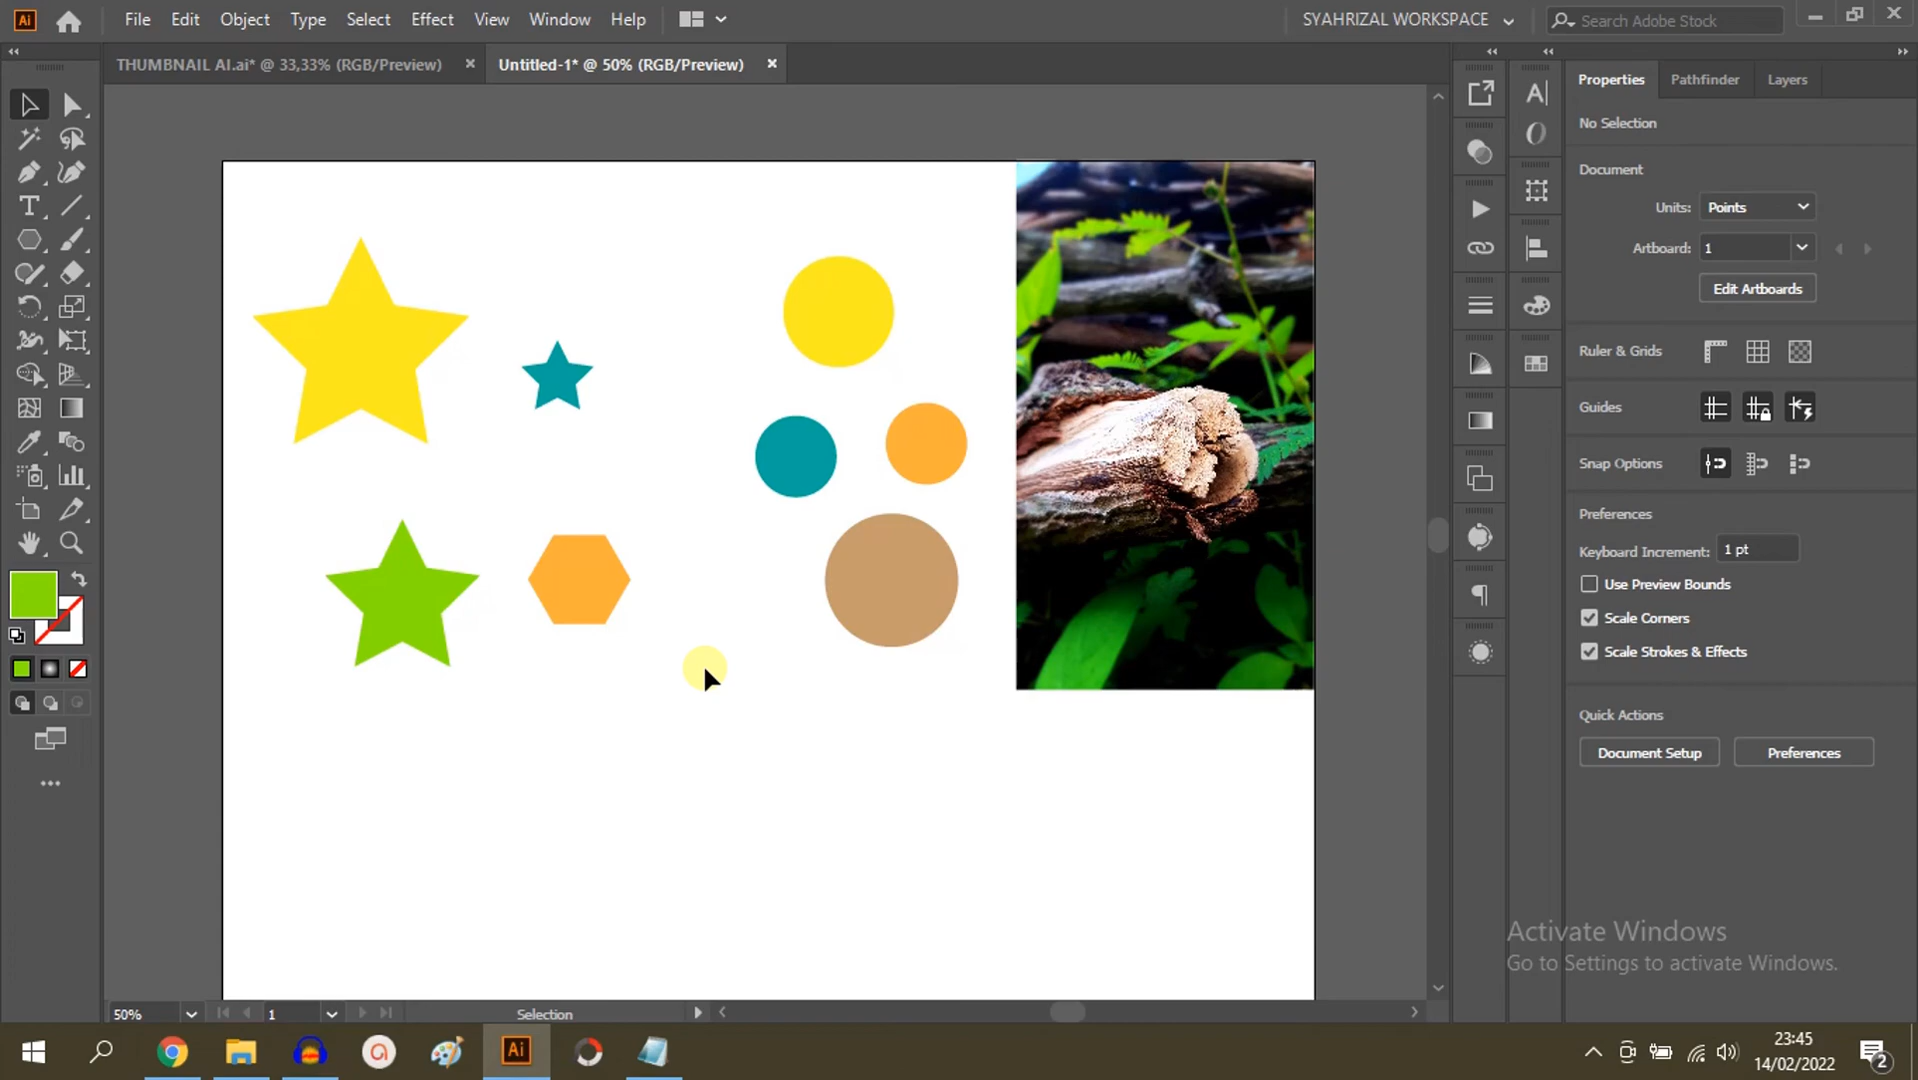 Ai File Edit Object Type Select Effect View Window Help SYAHRIZAL WORKSPACE Search Adobe Stock
THUMBNAIL AI.ai* @ 33,33% (RGB/Preview) Untitled-1* @ 50% (RGB/Preview)
Properties Pathfinder Layers
No Selection
Document
Units: Points
Artboard: 1
Edit Artboards
Ruler & Grids
Guides
Snap Options
Preferences
Keyboard Increment: 1 pt
Use Preview Bounds
Scale Corners
Scale Strokes & Effects
Quick Actions
Document Setup Preferences
Activate Windows
Go to Settings to activate Windows.
50% 1 Selection
Ai 23:45
14/02/2022 2